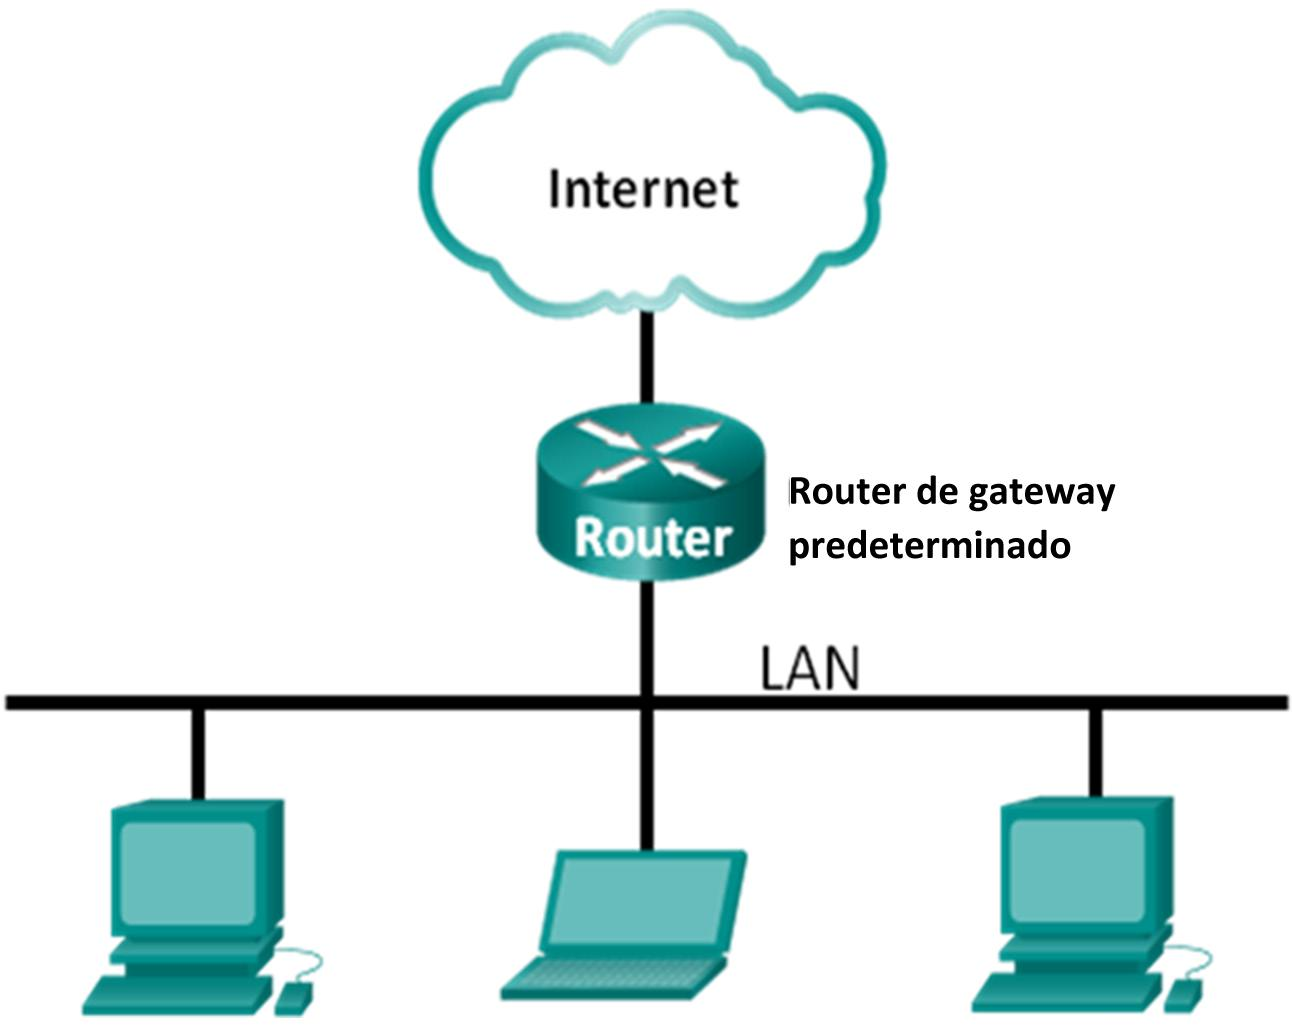 Internet
Router de gateway
predeterminado
Router
LAN